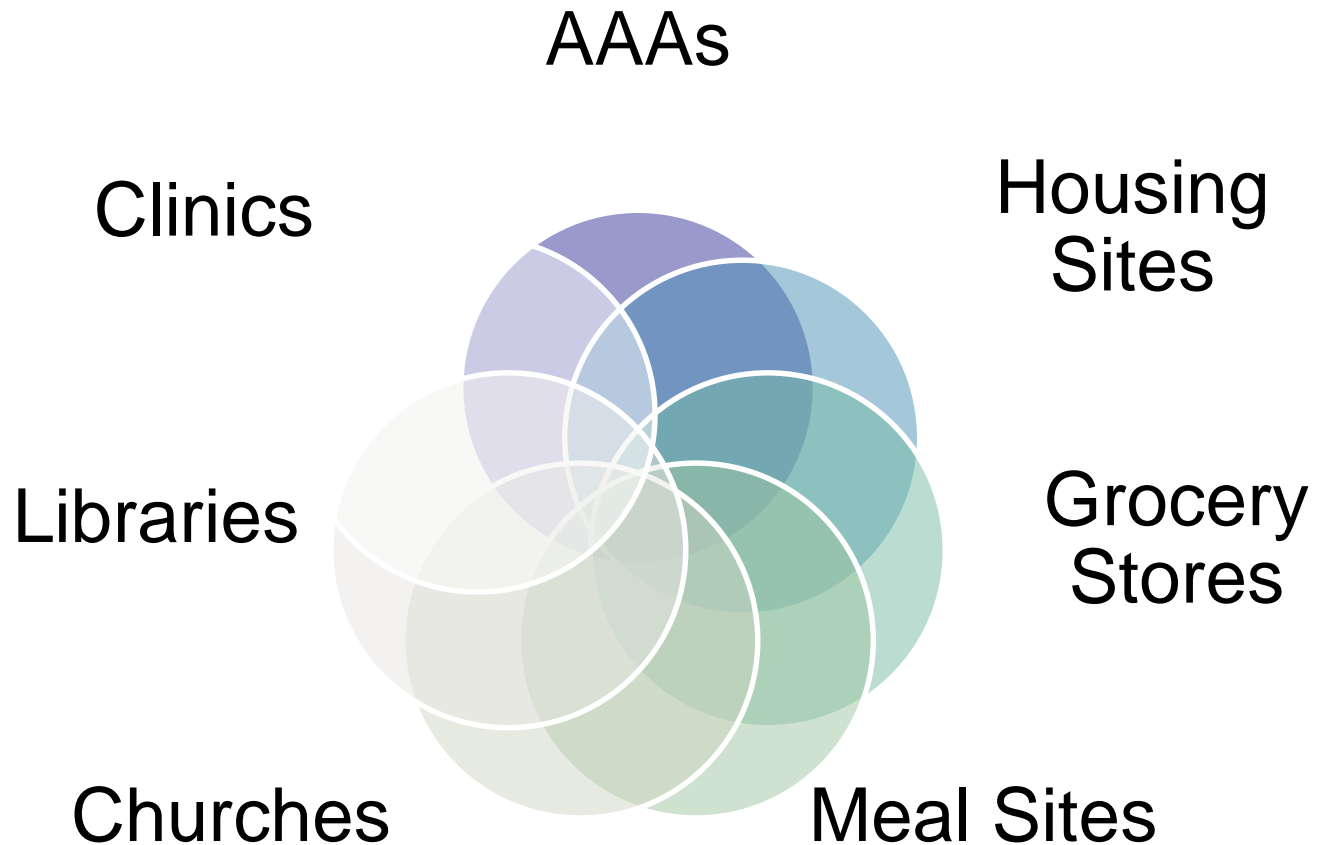 AAAs
Clinics
Housing
Sites
Libraries
Grocery
Stores
Churches
Meal Sites